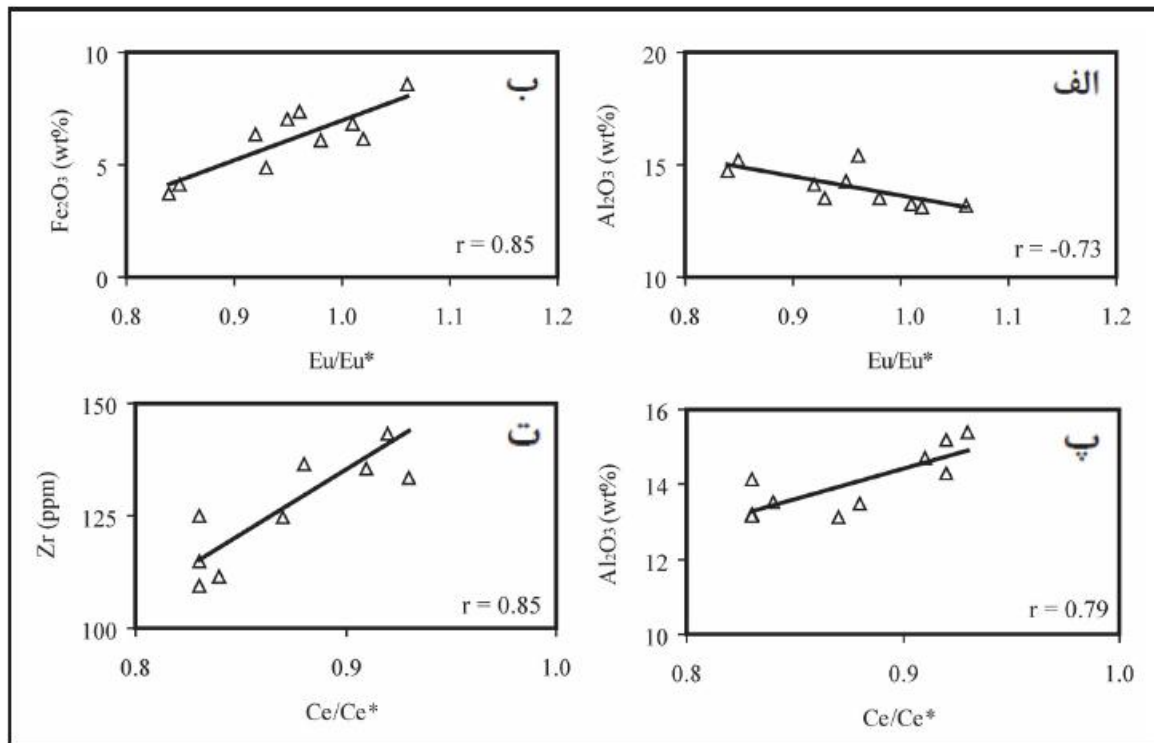 ب
10
5
0
Fe₂O₃ (wt%)
r = 0.85
0.8 0.9 1.0 1.1 1.2
Eu/Eu*
الف
20
15
10
Al₂O₃ (wt%)
r = -0.73
0.8 0.9 1.0 1.1 1.2
Eu/Eu*
ت
150
125
100
Zr (ppm)
r = 0.85
0.8 0.9 1.0
Ce/Ce*
پ
16
14
12
10
Al₂O₃ (wt%)
r = 0.79
0.8 0.9 1.0
Ce/Ce*